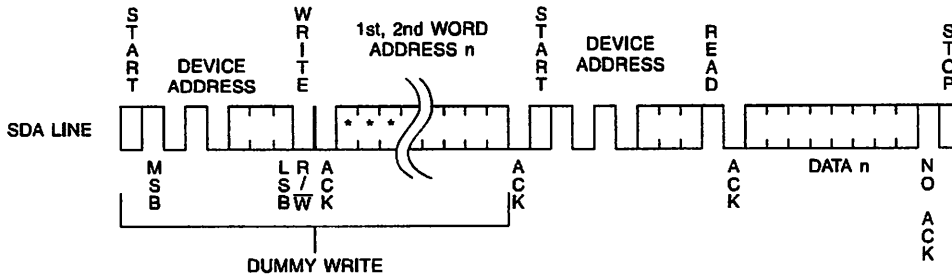 START
WRITE
1st, 2nd WORD
ADDRESS n
START
READ
STOP
DEVICE
ADDRESS
DEVICE
ADDRESS
SDA LINE
* * *
MSB
LSB
R/W̅
ACK
ACK
ACK
DATA n
NO ACK
DUMMY WRITE